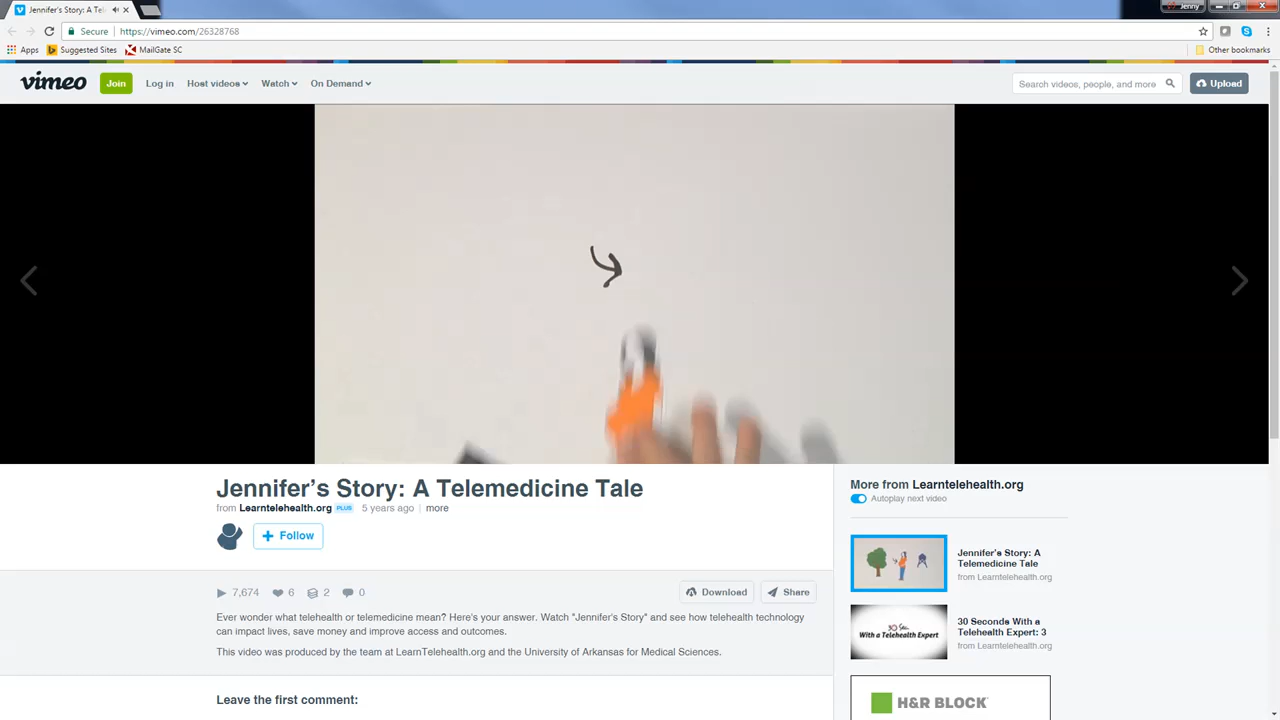 Jennifer's Story: A Tele
Jenny
Secure
https://vimeo.com/26328768
Apps
Suggested Sites
MailGate SC
Other bookmarks
vimeo
Join
Log in
Host videos
Watch
On Demand
Search videos, people, and more
Upload
Jennifer's Story: A Telemedicine Tale
from Learntelehealth.org PLUS 5 years ago | more
Follow
7,674
6
2
0
Download
Share
Ever wonder what telehealth or telemedicine mean? Here's your answer. Watch "Jennifer's Story" and see how telehealth technology
can impact lives, save money and improve access and outcomes.
This video was produced by the team at LearnTelehealth.org and the University of Arkansas for Medical Sciences.
Leave the first comment:
More from Learntelehealth.org
Autoplay next video
Jennifer's Story: A
Telemedicine Tale
from Learntelehealth.org
30 Sec
With a Telehealth Expert
30 Seconds With a
Telehealth Expert: 3
from Learntelehealth.org
H&R BLOCK